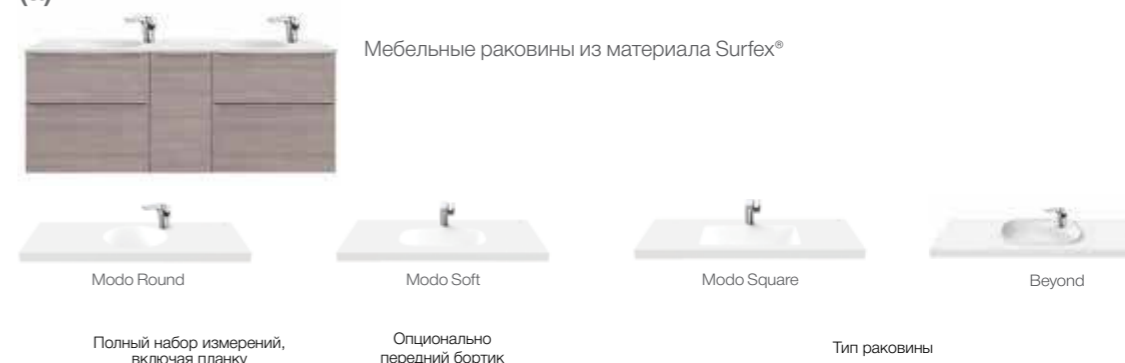 Мебельные раковины из материала Surfex®
Modo Round
Modo Soft
Modo Square
Beyond
Полный набор измерений,
включая планку
Опционально
передний бортик
Тип раковины